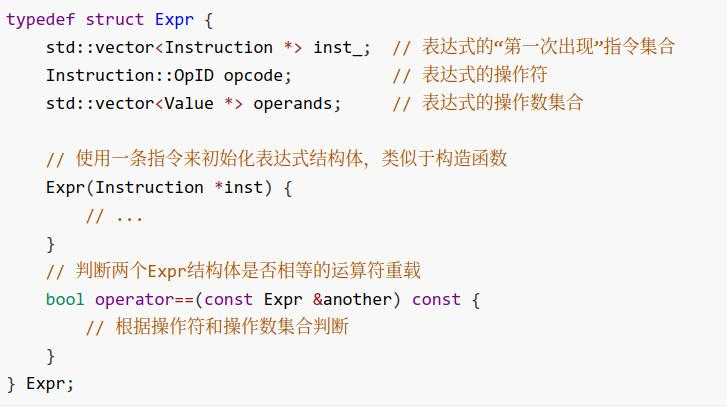 typedef struct Expr {
    std::vector<Instruction *> inst_;  // 表达式的“第一次出现”指令集合
    Instruction::OpID opcode;          // 表达式的操作符
    std::vector<Value *> operands;     // 表达式的操作数集合

    // 使用一条指令来初始化表达式结构体，类似于构造函数
    Expr(Instruction *inst) {
        // ...
    }
    // 判断两个Expr结构体是否相等的运算符重载
    bool operator==(const Expr &another) const {
        // 根据操作符和操作数集合判断
    }
} Expr;